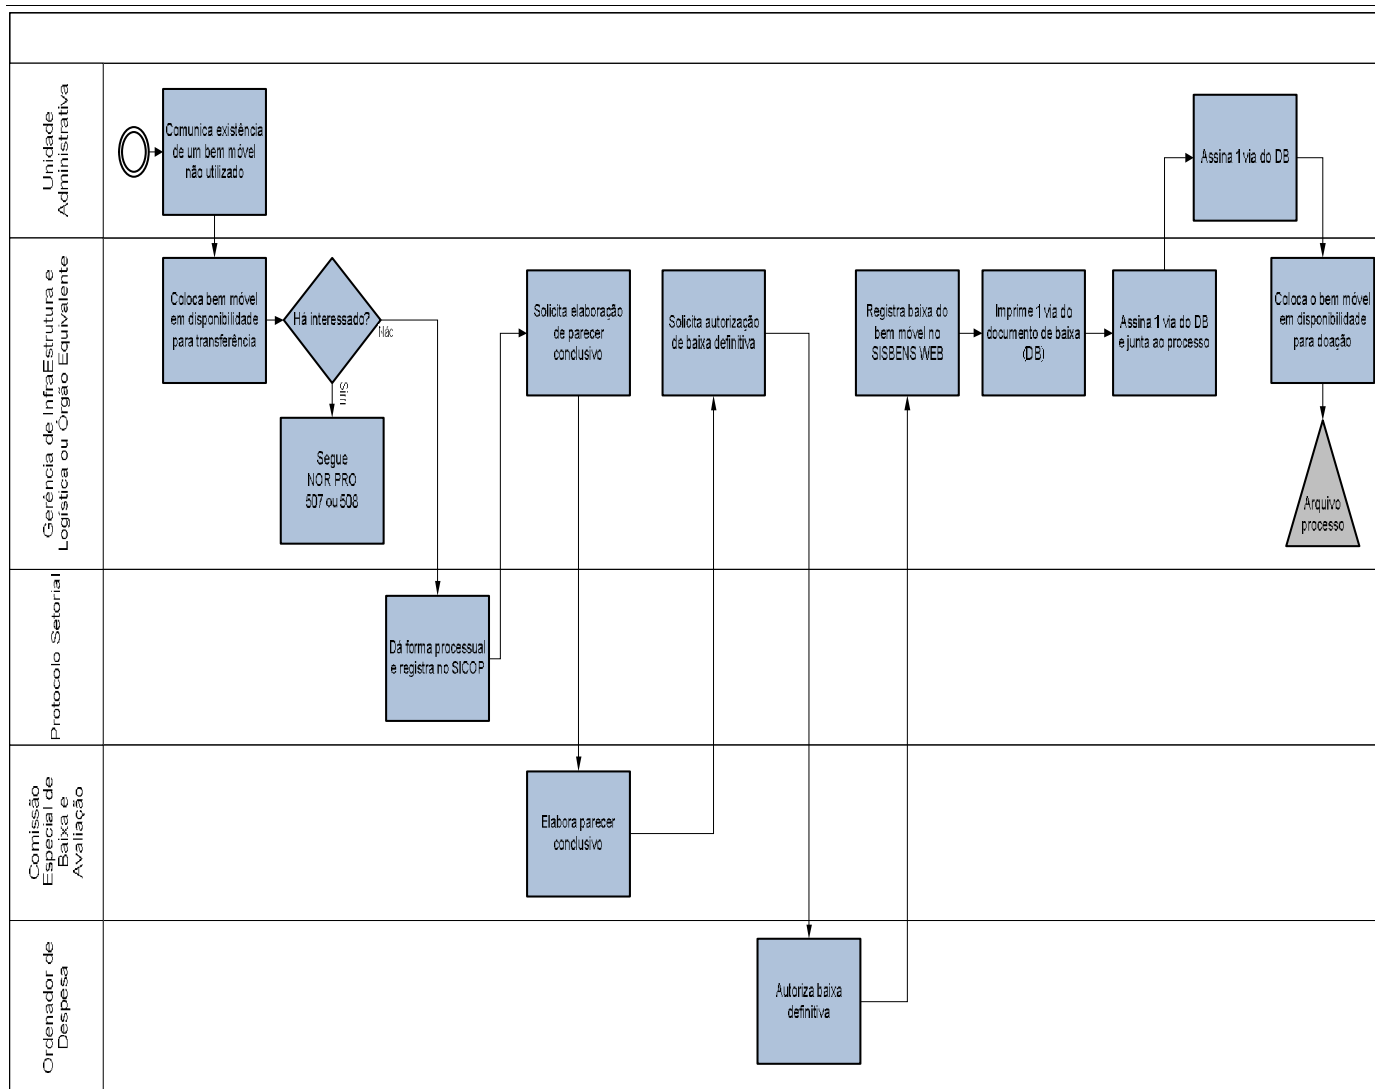 Unidade
Administrativa
Comunica existência
de um bem móvel
não utilizado
Assina 1 via do DB
Gerência de InfraEstrutura e
Logística ou Órgão Equivalente
Coloca bem móvel
em disponibilidade
para transferência
Há interessado?
Não
Sim
Segue
NOR PRO
507 ou 508
Solicita elaboração
de parecer
conclusivo
Solicita autorização
de baixa definitiva
Registra baixa do
bem móvel no
SISBENS WEB
Imprime 1 via do
documento de baixa
(DB)
Assina 1 via do DB
e junta ao processo
Coloca o bem móvel
em disponibilidade
para doação
Arquivo
processo
Protocolo Setorial
Dá forma processual
e registra no SICOP
Comissão
Especial de
Baixa e
Avaliação
Elabora parecer
conclusivo
Ordenador de
Despesa
Autoriza baixa
definitiva